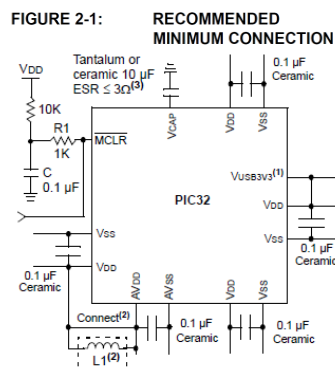 FIGURE 2-1: RECOMMENDED
MINIMUM CONNECTION
Tantalum or
ceramic 10 µF
ESR ≤ 3Ω(3)
0.1 µF
Ceramic
VDD
10K
R1
1K
MCLR
VCAP
VDD
VSS
C
0.1 µF
VUSB3V3(1)
PIC32
VDD
VSS
VSS
VDD
0.1 µF
Ceramic
0.1 µF
Ceramic
AVDD
AVSS
VDD
VSS
Connect(2)
0.1 µF
Ceramic
0.1 µF
Ceramic
L1(2)